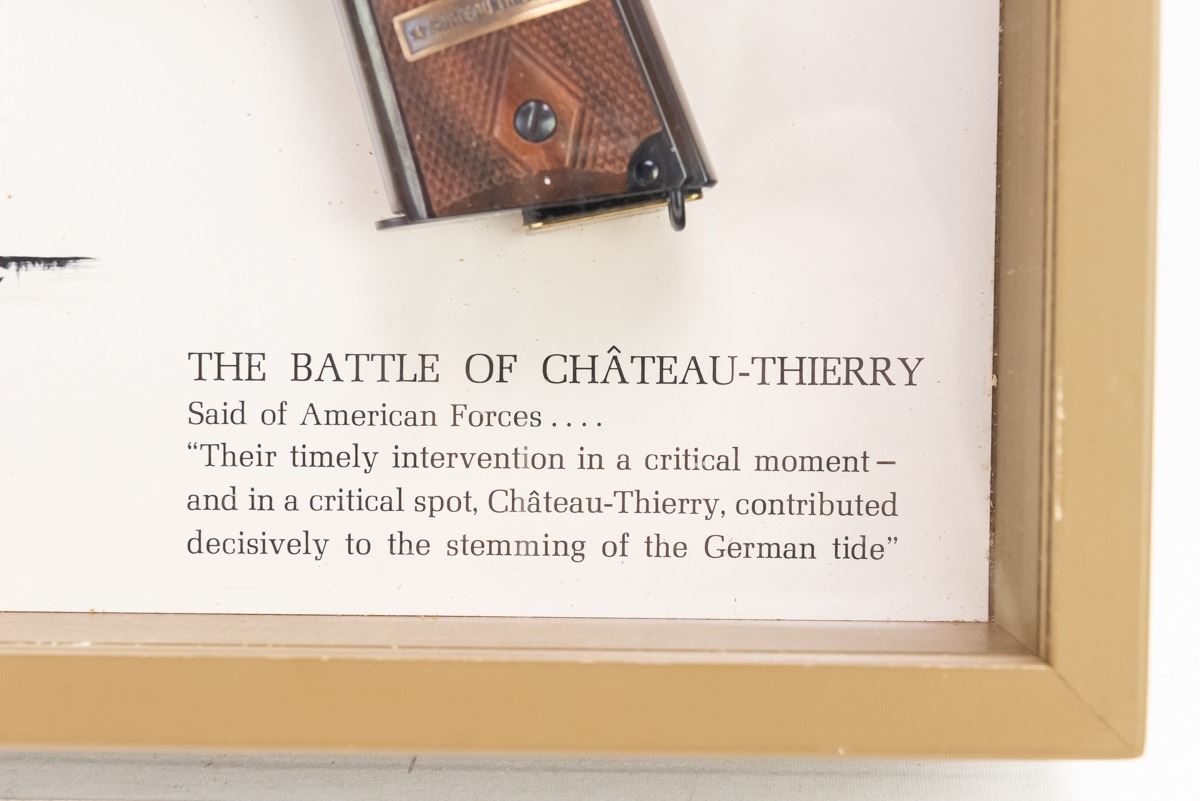 CHATEAU
THE BATTLE OF CHÂTEAU-THIERRY
Said of American Forces....
“Their timely intervention in a critical moment—
and in a critical spot, Château-Thierry, contributed
decisively to the stemming of the German tide”